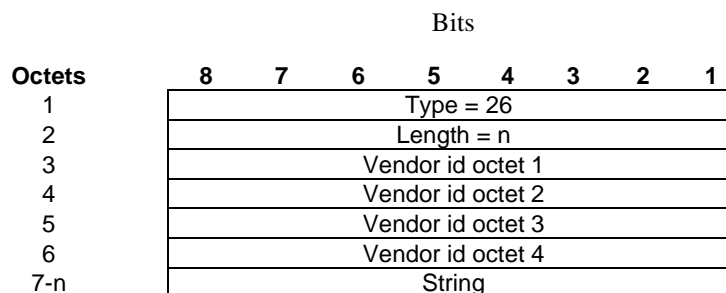 Bits
Octets 8 7 6 5 4 3 2 1
1 Type = 26
2 Length = n
3 Vendor id octet 1
4 Vendor id octet 2
5 Vendor id octet 3
6 Vendor id octet 4
7-n String